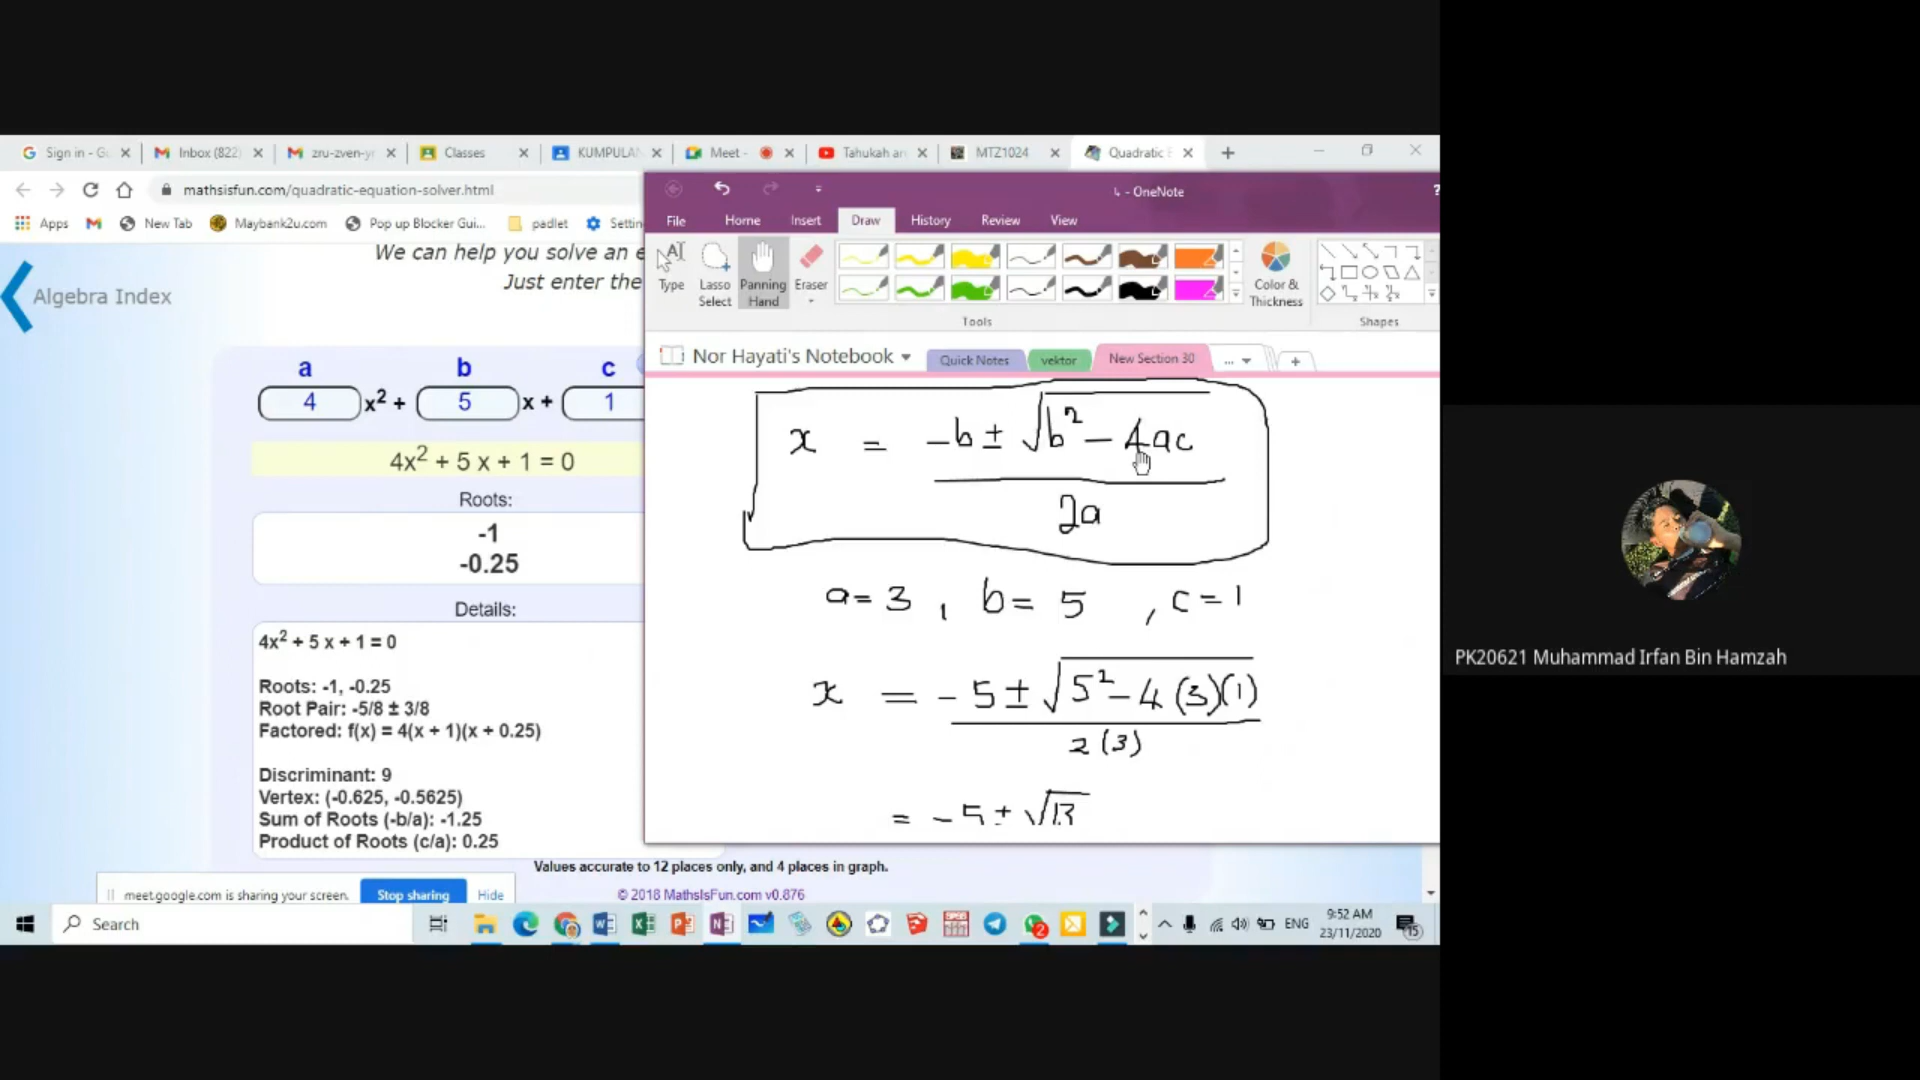 Sign in - G
Inbox (822)
zru-zven-yr
Classes
KUMPULAN
Meet -
Tahukah an
MTZ1024
Quadratic E
mathsisfun.com/quadratic-equation-solver.html
Apps
New Tab
Maybank2u.com
Pop up Blocker Gui...
padlet
Settin
We can help you solve an e
Just enter the
Algebra Index
a b c
4 x² + 5 x + 1
4x² + 5 x + 1 = 0
Roots:
-1
-0.25
Details:
4x² + 5 x + 1 = 0
Roots: -1, -0.25
Root Pair: -5/8 ± 3/8
Factored: f(x) = 4(x + 1)(x + 0.25)
Discriminant: 9
Vertex: (-0.625, -0.5625)
Sum of Roots (-b/a): -1.25
Product of Roots (c/a): 0.25
Values accurate to 12 places only, and 4 places in graph.
© 2018 MathsIsFun.com v0.876
meet.google.com is sharing your screen.
Stop sharing
Hide
- OneNote
File Home Insert Draw History Review View
Type
Lasso Select
Panning Hand
Eraser
Color & Thickness
Tools
Shapes
Nor Hayati's Notebook
Quick Notes
vektor
New Section 30
...
x = -b ± √b² - 4ac
2a
a = 3 , b = 5 , c = 1
x = -5 ± √5² - 4 (3)(1)
2 (3)
= -5 ± √13
Search
2
ENG
9:52 AM
23/11/2020
15
PK20621 Muhammad Irfan Bin Hamzah